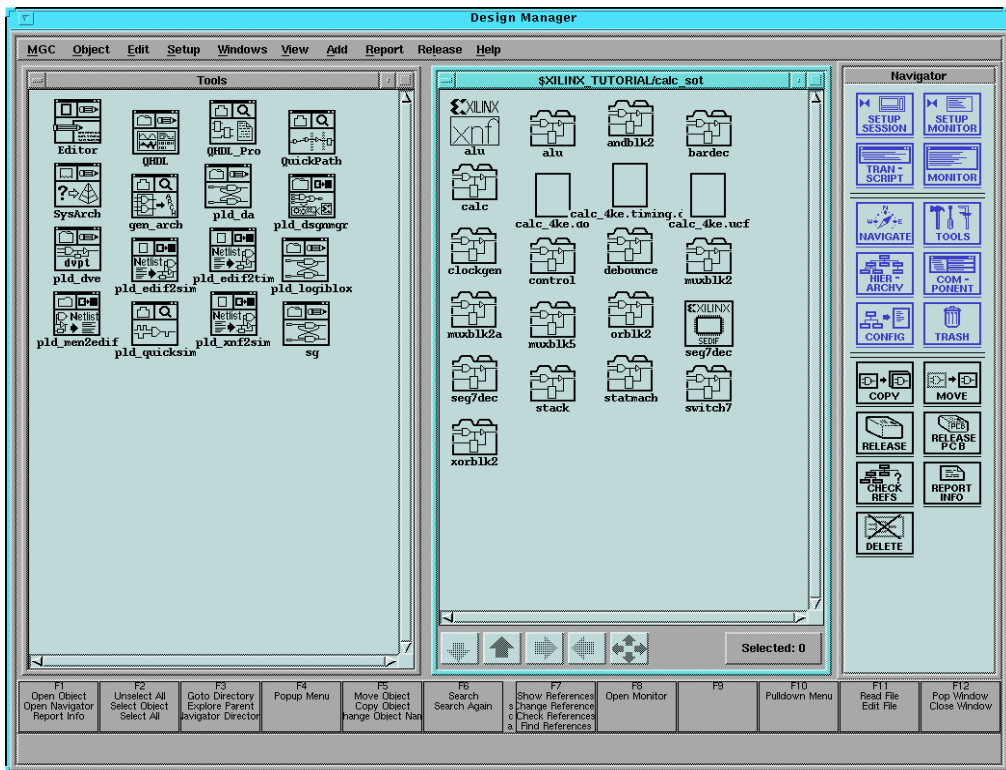 Design Manager
MGC Object Edit Setup Windows View Add Report Release Help
Tools
Editor
QHDL
QHDL_Pro
QuickPath
SysArch
gen_arch
pld_da
pld_dsgnmgr
dvpt
pld_dve
Netlist
pld_edif2sim
Netlist
pld_edif2tim
pld_logiblox
Netlist
pld_men2edif
pld_quicksim
Netlist
pld_xnf2sim
sg
$XILINX_TUTORIAL/calc_sot
XILINX
xnf
alu
alu
andblk2
bardec
calc
calc_4ke.do
calc_4ke.timing.
calc_4ke.ucf
clockgen
control
debounce
muxblk2
muxblk2a
muxblk5
orblk2
XILINX
SEDIF
seg7dec
seg7dec
stack
statmach
switch7
xorblk2
Selected: 0
Navigator
SETUP
SESSION
SETUP
MONITOR
TRAN -
SCRIPT
MONITOR
N
W E
S
NAVIGATE
TOOLS
HIER -
ARCHY
COM -
PONENT
CONFIG
TRASH
COPY
MOVE
RELEASE
PCB
RELEASE
PCB
?
CHECK
REFS
REPORT
INFO
DELETE
F1
Open Object
Open Navigator
Report Info
F2
Unselect All
Select Object
Select All
F3
Goto Directory
Explore Parent
Navigator Director
F4
Popup Menu
F5
Move Object
Copy Object
hange Object Nam
F6
Search
Search Again
s
c
a
F7
Show References
Change Reference
Check References
Find References
F8
Open Monitor
F9
F10
Pulldown Menu
F11
Read File
Edit File
F12
Pop Window
Close Window